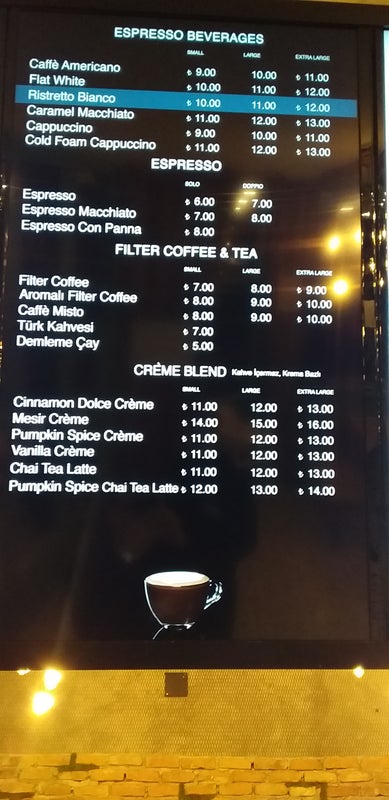 ESPRESSO BEVERAGES
SMALL LARGE EXTRA LARGE
Caffè Americano ₺ 9.00 10.00 ₺ 11.00
Flat White ₺ 10.00 11.00 ₺ 12.00
Ristretto Bianco ₺ 10.00 11.00 ₺ 12.00
Caramel Macchiato ₺ 11.00 12.00 ₺ 13.00
Cappuccino ₺ 9.00 10.00 ₺ 11.00
Cold Foam Cappuccino ₺ 11.00 12.00 ₺ 13.00
ESPRESSO
SOLO DOPPIO
Espresso ₺ 6.00 7.00
Espresso Macchiato ₺ 7.00 8.00
Espresso Con Panna ₺ 8.00
FILTER COFFEE & TEA
SMALL LARGE EXTRA LARGE
Filter Coffee ₺ 7.00 8.00 ₺ 9.00
Aromalı Filter Coffee ₺ 8.00 9.00 ₺ 10.00
Caffè Misto ₺ 8.00 9.00 ₺ 10.00
Türk Kahvesi ₺ 7.00
Demleme Çay ₺ 5.00
CRÈME BLEND Kahve İçermez, Krema Bazlı
SMALL LARGE EXTRA LARGE
Cinnamon Dolce Crème ₺ 11.00 12.00 ₺ 13.00
Mesir Crème ₺ 14.00 15.00 ₺ 16.00
Pumpkin Spice Crème ₺ 11.00 12.00 ₺ 13.00
Vanilla Crème ₺ 11.00 12.00 ₺ 13.00
Chai Tea Latte ₺ 11.00 12.00 ₺ 13.00
Pumpkin Spice Chai Tea Latte ₺ 12.00 13.00 ₺ 14.00